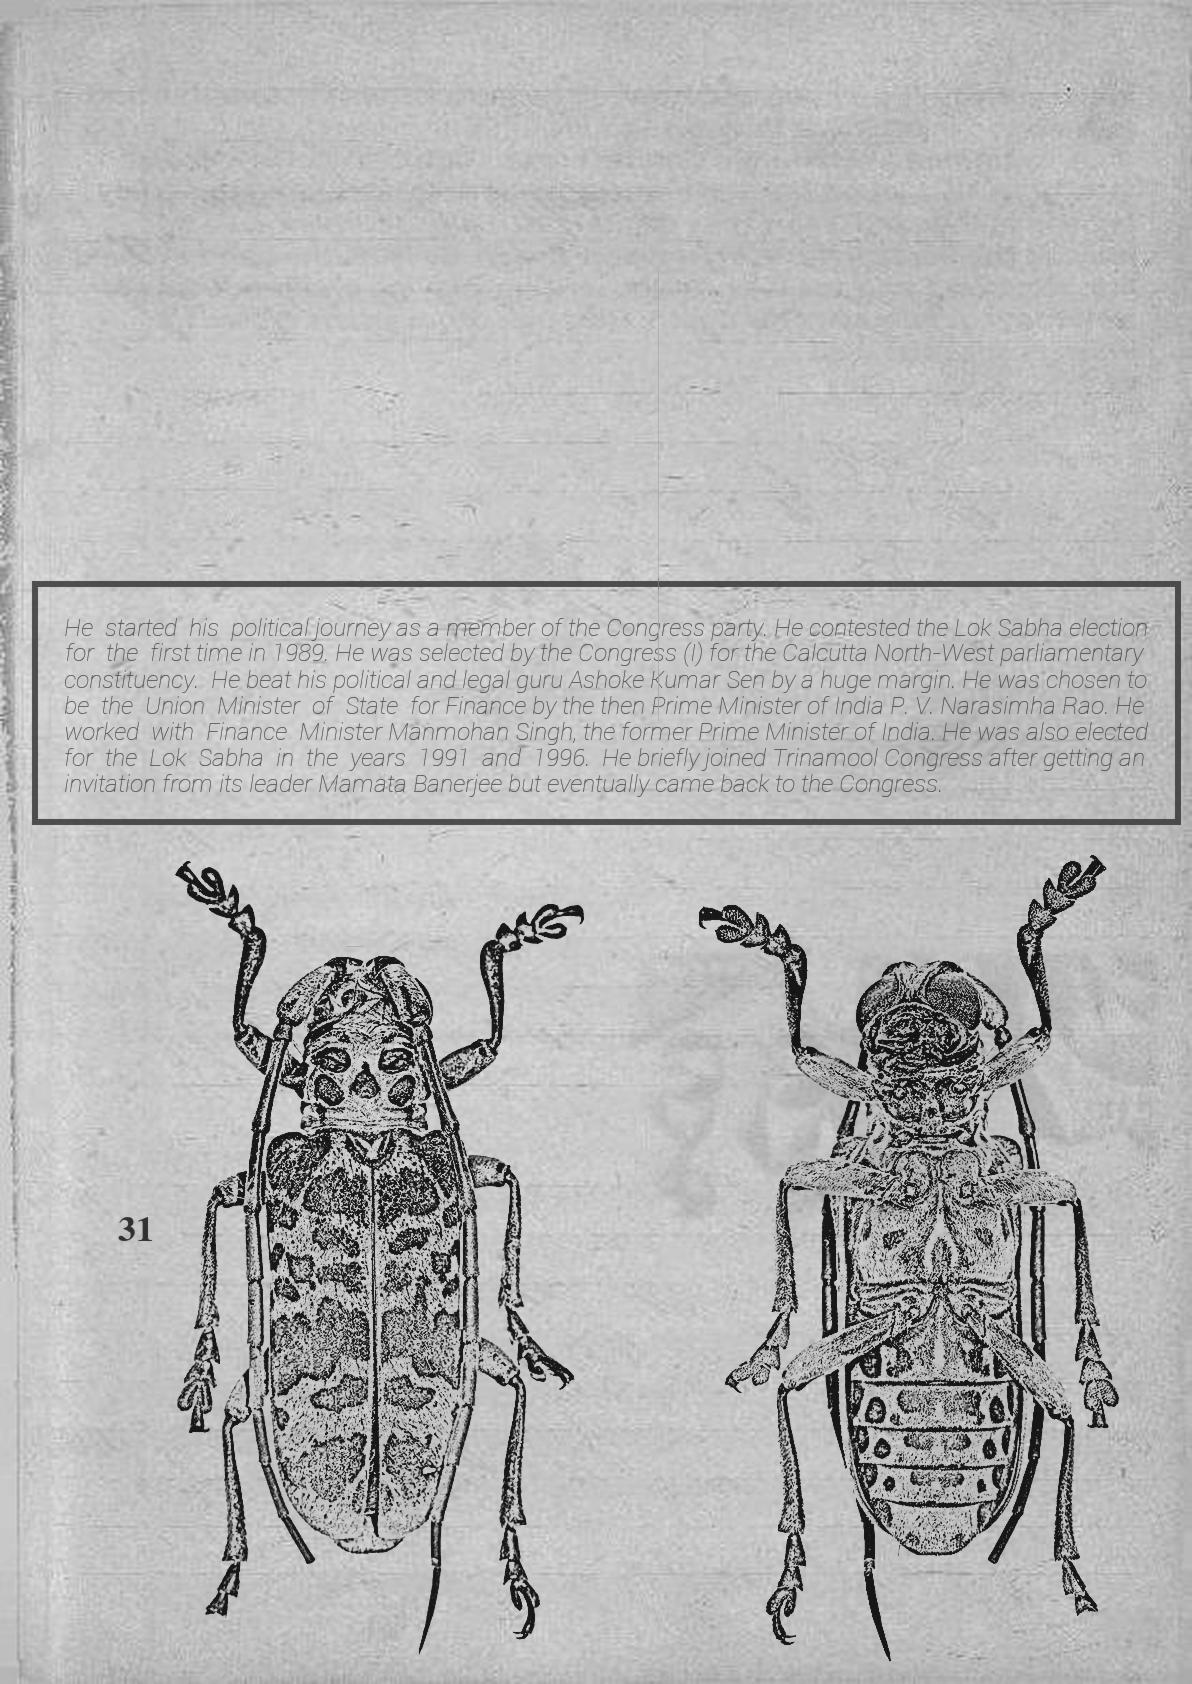 He started his political journey as a member of the Congress party. He contested the Lok Sabha election
for the first time in 1989. He was selected by the Congress (I) for the Calcutta North-West parliamentary
constituency. He beat his political and legal guru Ashoke Kumar Sen by a huge margin. He was chosen to
be the Union Minister of State for Finance by the then Prime Minister of India P. V. Narasimha Rao. He
worked with Finance Minister Manmohan Singh, the former Prime Minister of India. He was also elected
for the Lok Sabha in the years 1991 and 1996. He briefly joined Trinamool Congress after getting an
invitation from its leader Mamata Banerjee but eventually came back to the Congress.
31